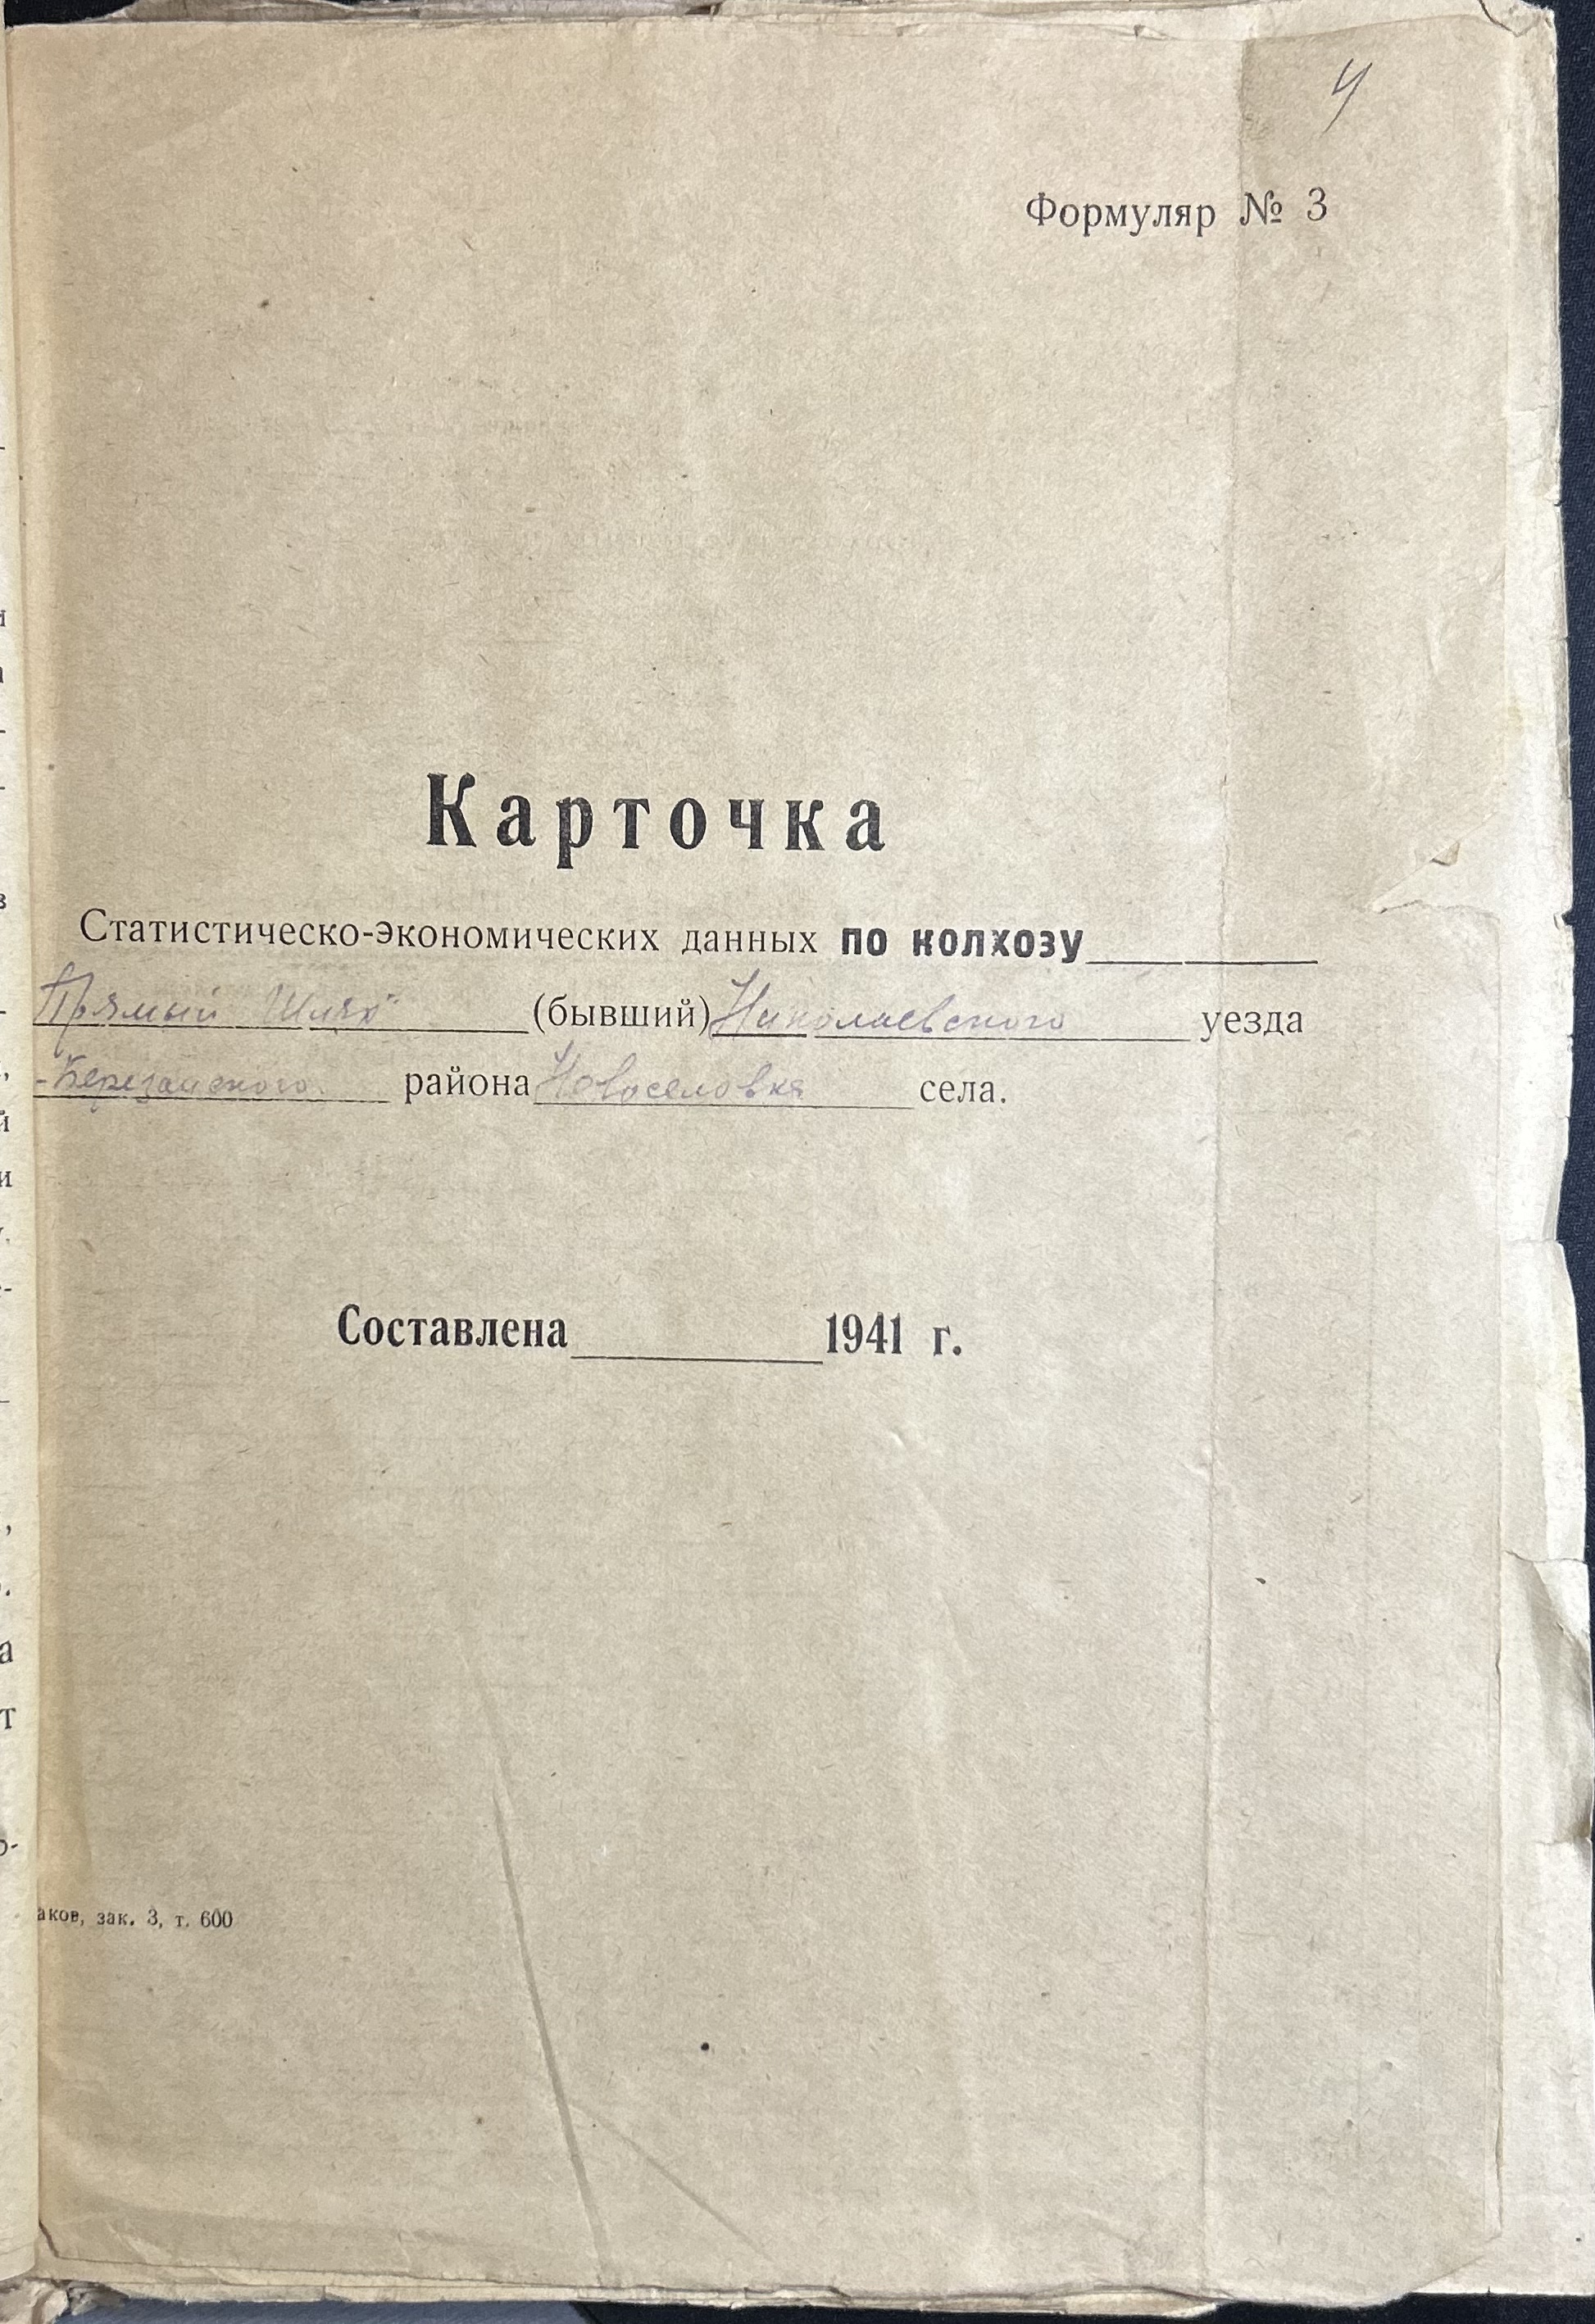 4
Формуляр № 3
Карточка
Статистическо-экономических данных по колхозу
"Прямый Шлях" (бывший) Николаевского уезда
-Березанского района Новоселовка села.
Составлена 1941 г.
аков, зак. 3, т. 600